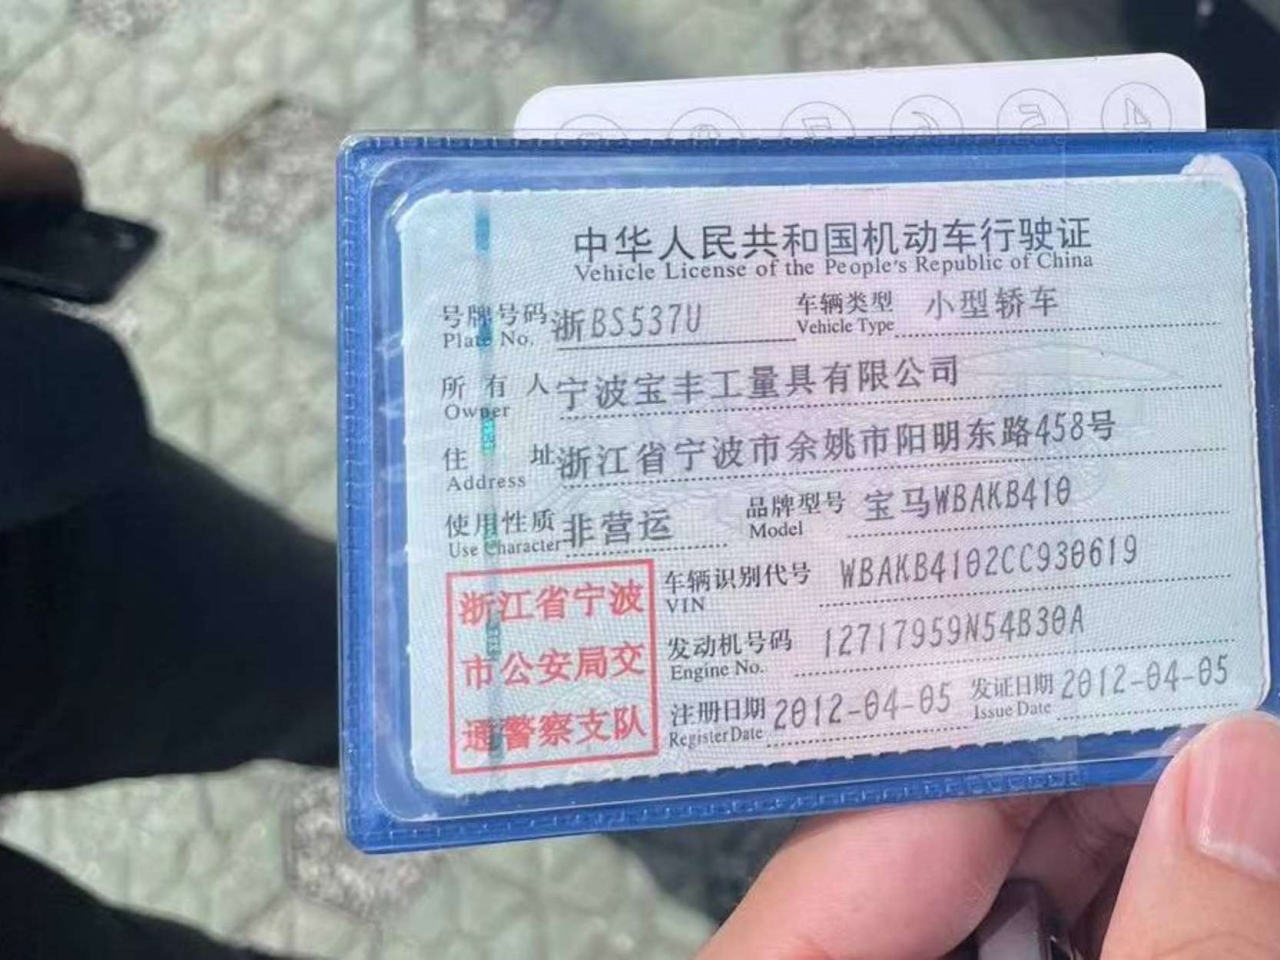 中华人民共和国机动车行驶证
Vehicle License of the People's Republic of China
号牌号码 浙BS537U 车辆类型 小型轿车
Plate No. Vehicle Type
所有人 宁波宝丰工量具有限公司
Owner
住址 浙江省宁波市余姚市阳明东路458号
Address
使用性质 非营运 品牌型号 宝马WBAKB410
Use Character Model
车辆识别代号 WBAKB4102CC930619
VIN
发动机号码 12717959N54B30A
Engine No.
注册日期 2012-04-05 发证日期 2012-04-05
Register Date Issue Date
浙江省宁波
市公安局交
通警察支队
4 5 6 7